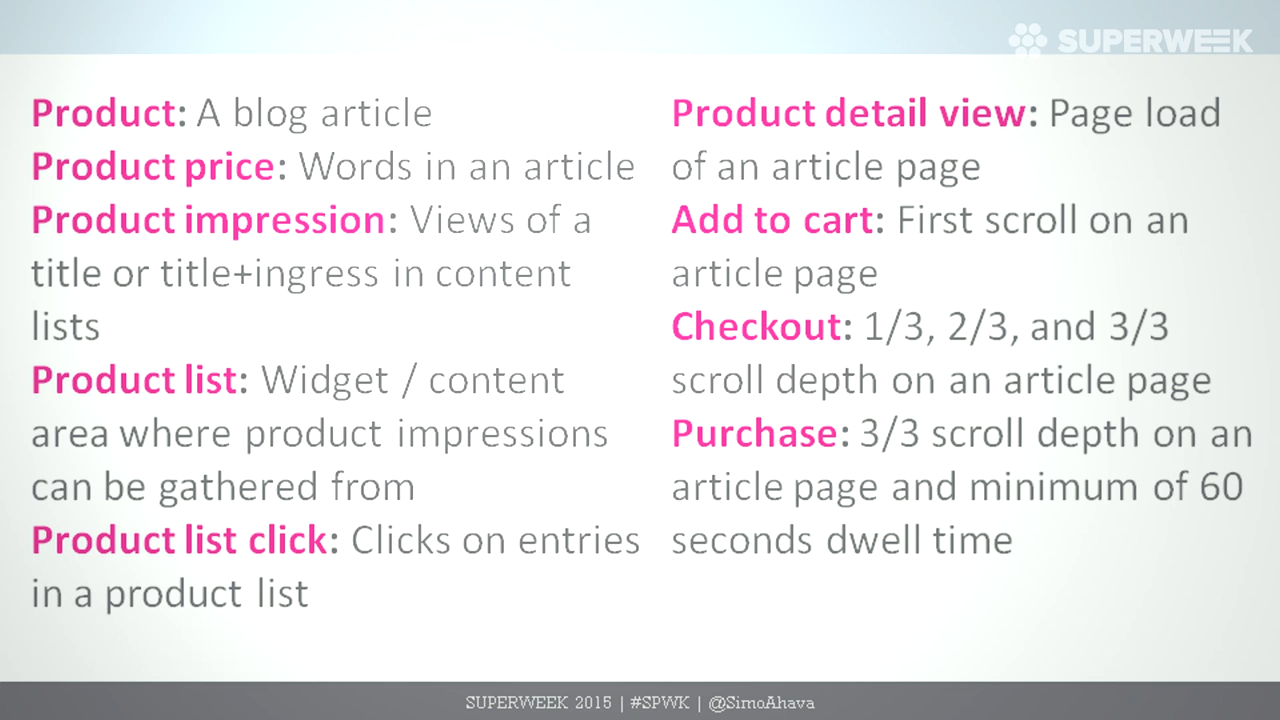 SUPERWEEK
Product: A blog article
Product price: Words in an article
Product impression: Views of a
title or title+ingress in content
lists
Product list: Widget / content
area where product impressions
can be gathered from
Product list click: Clicks on entries
in a product list
Product detail view: Page load
of an article page
Add to cart: First scroll on an
article page
Checkout: 1/3, 2/3, and 3/3
scroll depth on an article page
Purchase: 3/3 scroll depth on an
article page and minimum of 60
seconds dwell time
SUPERWEEK 2015 | #SPWK | @SimoAhava